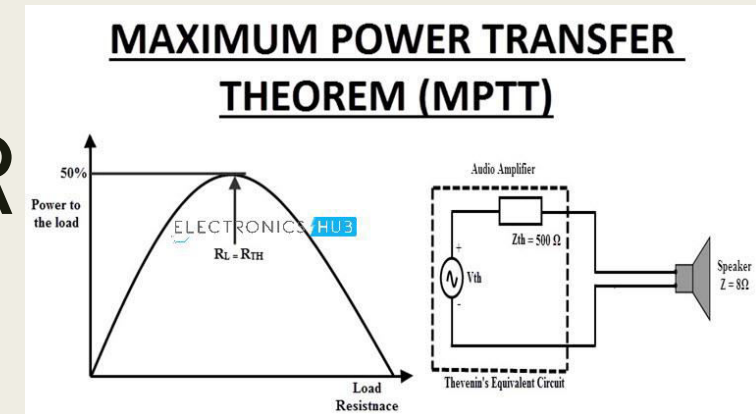 MAXIMUM POWER TRANSFER
THEOREM (MPTT)
R
50%
Power to
the load
ELECTRONICS HUB
RL = RTH
Load
Resistnace
Audio Amplifier
Zth = 500 Ω
+
Vth
-
Thevenin's Equivalent Circuit
Speaker
Z = 8Ω